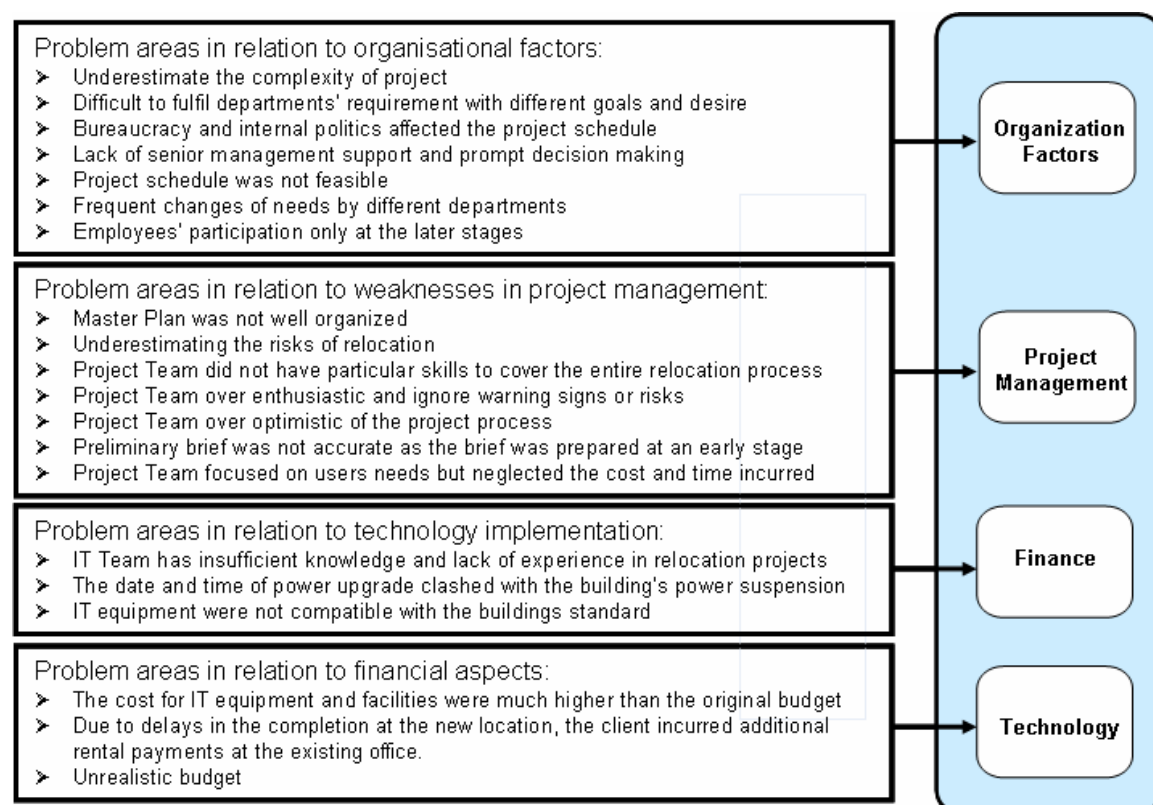 Problem areas in relation to organisational factors:
➤ Underestimate the complexity of project
➤ Difficult to fulfil departments' requirement with different goals and desire
➤ Bureaucracy and internal politics affected the project schedule
➤ Lack of senior management support and prompt decision making
➤ Project schedule was not feasible
➤ Frequent changes of needs by different departments
➤ Employees' participation only at the later stages
Organization
Factors
Problem areas in relation to weaknesses in project management:
➤ Master Plan was not well organized
➤ Underestimating the risks of relocation
➤ Project Team did not have particular skills to cover the entire relocation process
➤ Project Team over enthusiastic and ignore warning signs or risks
➤ Project Team over optimistic of the project process
➤ Preliminary brief was not accurate as the brief was prepared at an early stage
➤ Project Team focused on users needs but neglected the cost and time incurred
Project
Management
Problem areas in relation to technology implementation:
➤ IT Team has insufficient knowledge and lack of experience in relocation projects
➤ The date and time of power upgrade clashed with the building's power suspension
➤ IT equipment were not compatible with the buildings standard
Finance
Problem areas in relation to financial aspects:
➤ The cost for IT equipment and facilities were much higher than the original budget
➤ Due to delays in the completion at the new location, the client incurred additional
rental payments at the existing office.
➤ Unrealistic budget
Technology